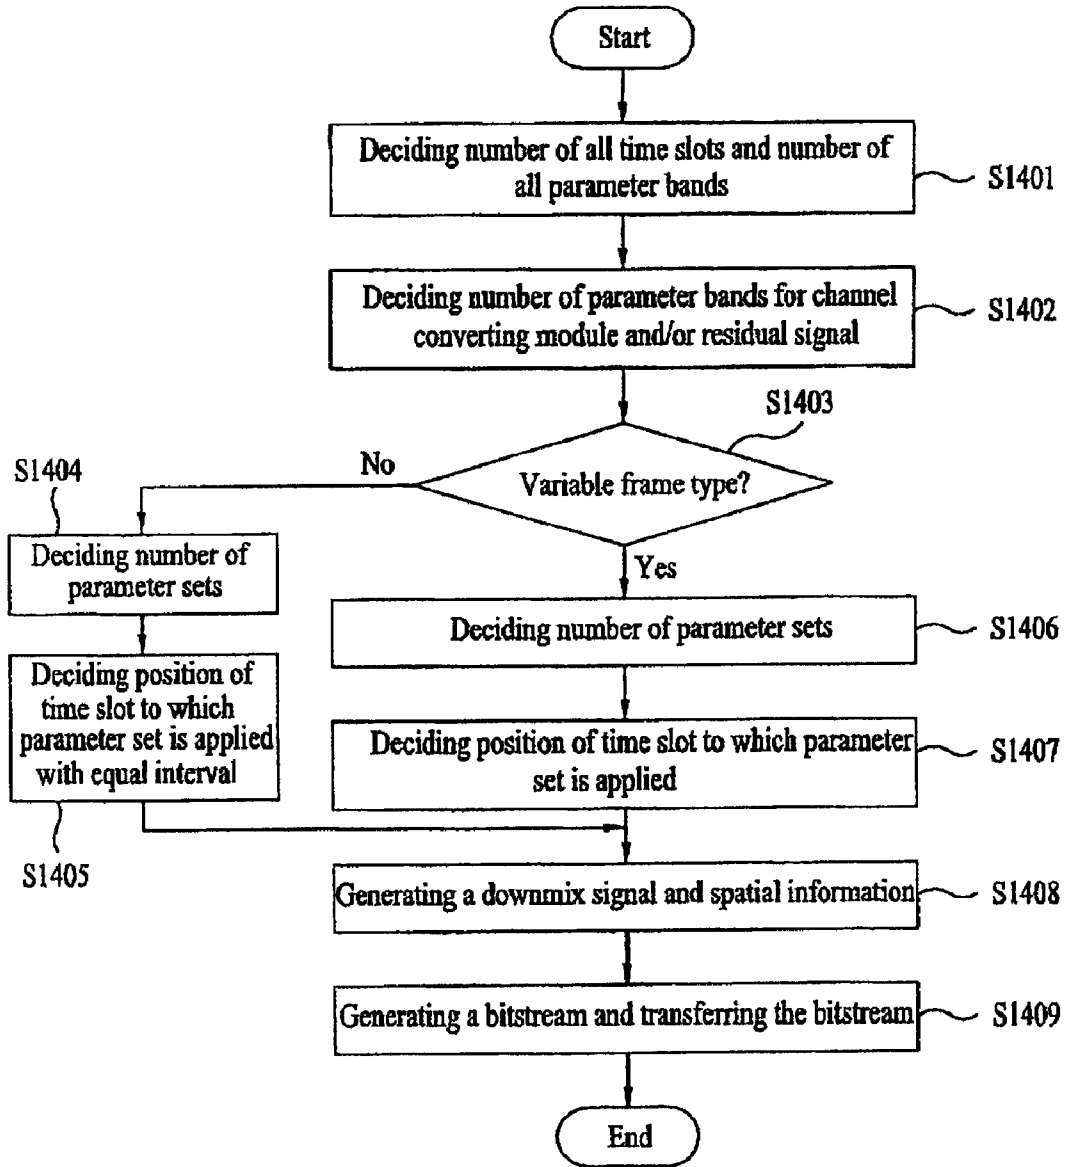 Start
Deciding number of all time slots and number of
all parameter bands
S1401
Deciding number of parameter bands for channel
converting module and/or residual signal
S1402
S1403
Variable frame type?
No
Yes
S1404
Deciding number of
parameter sets
Deciding position of
time slot to which
parameter set is applied
with equal interval
S1405
Deciding number of parameter sets
S1406
Deciding position of time slot to which parameter
set is applied
S1407
Generating a downmix signal and spatial information
S1408
Generating a bitstream and transferring the bitstream
S1409
End